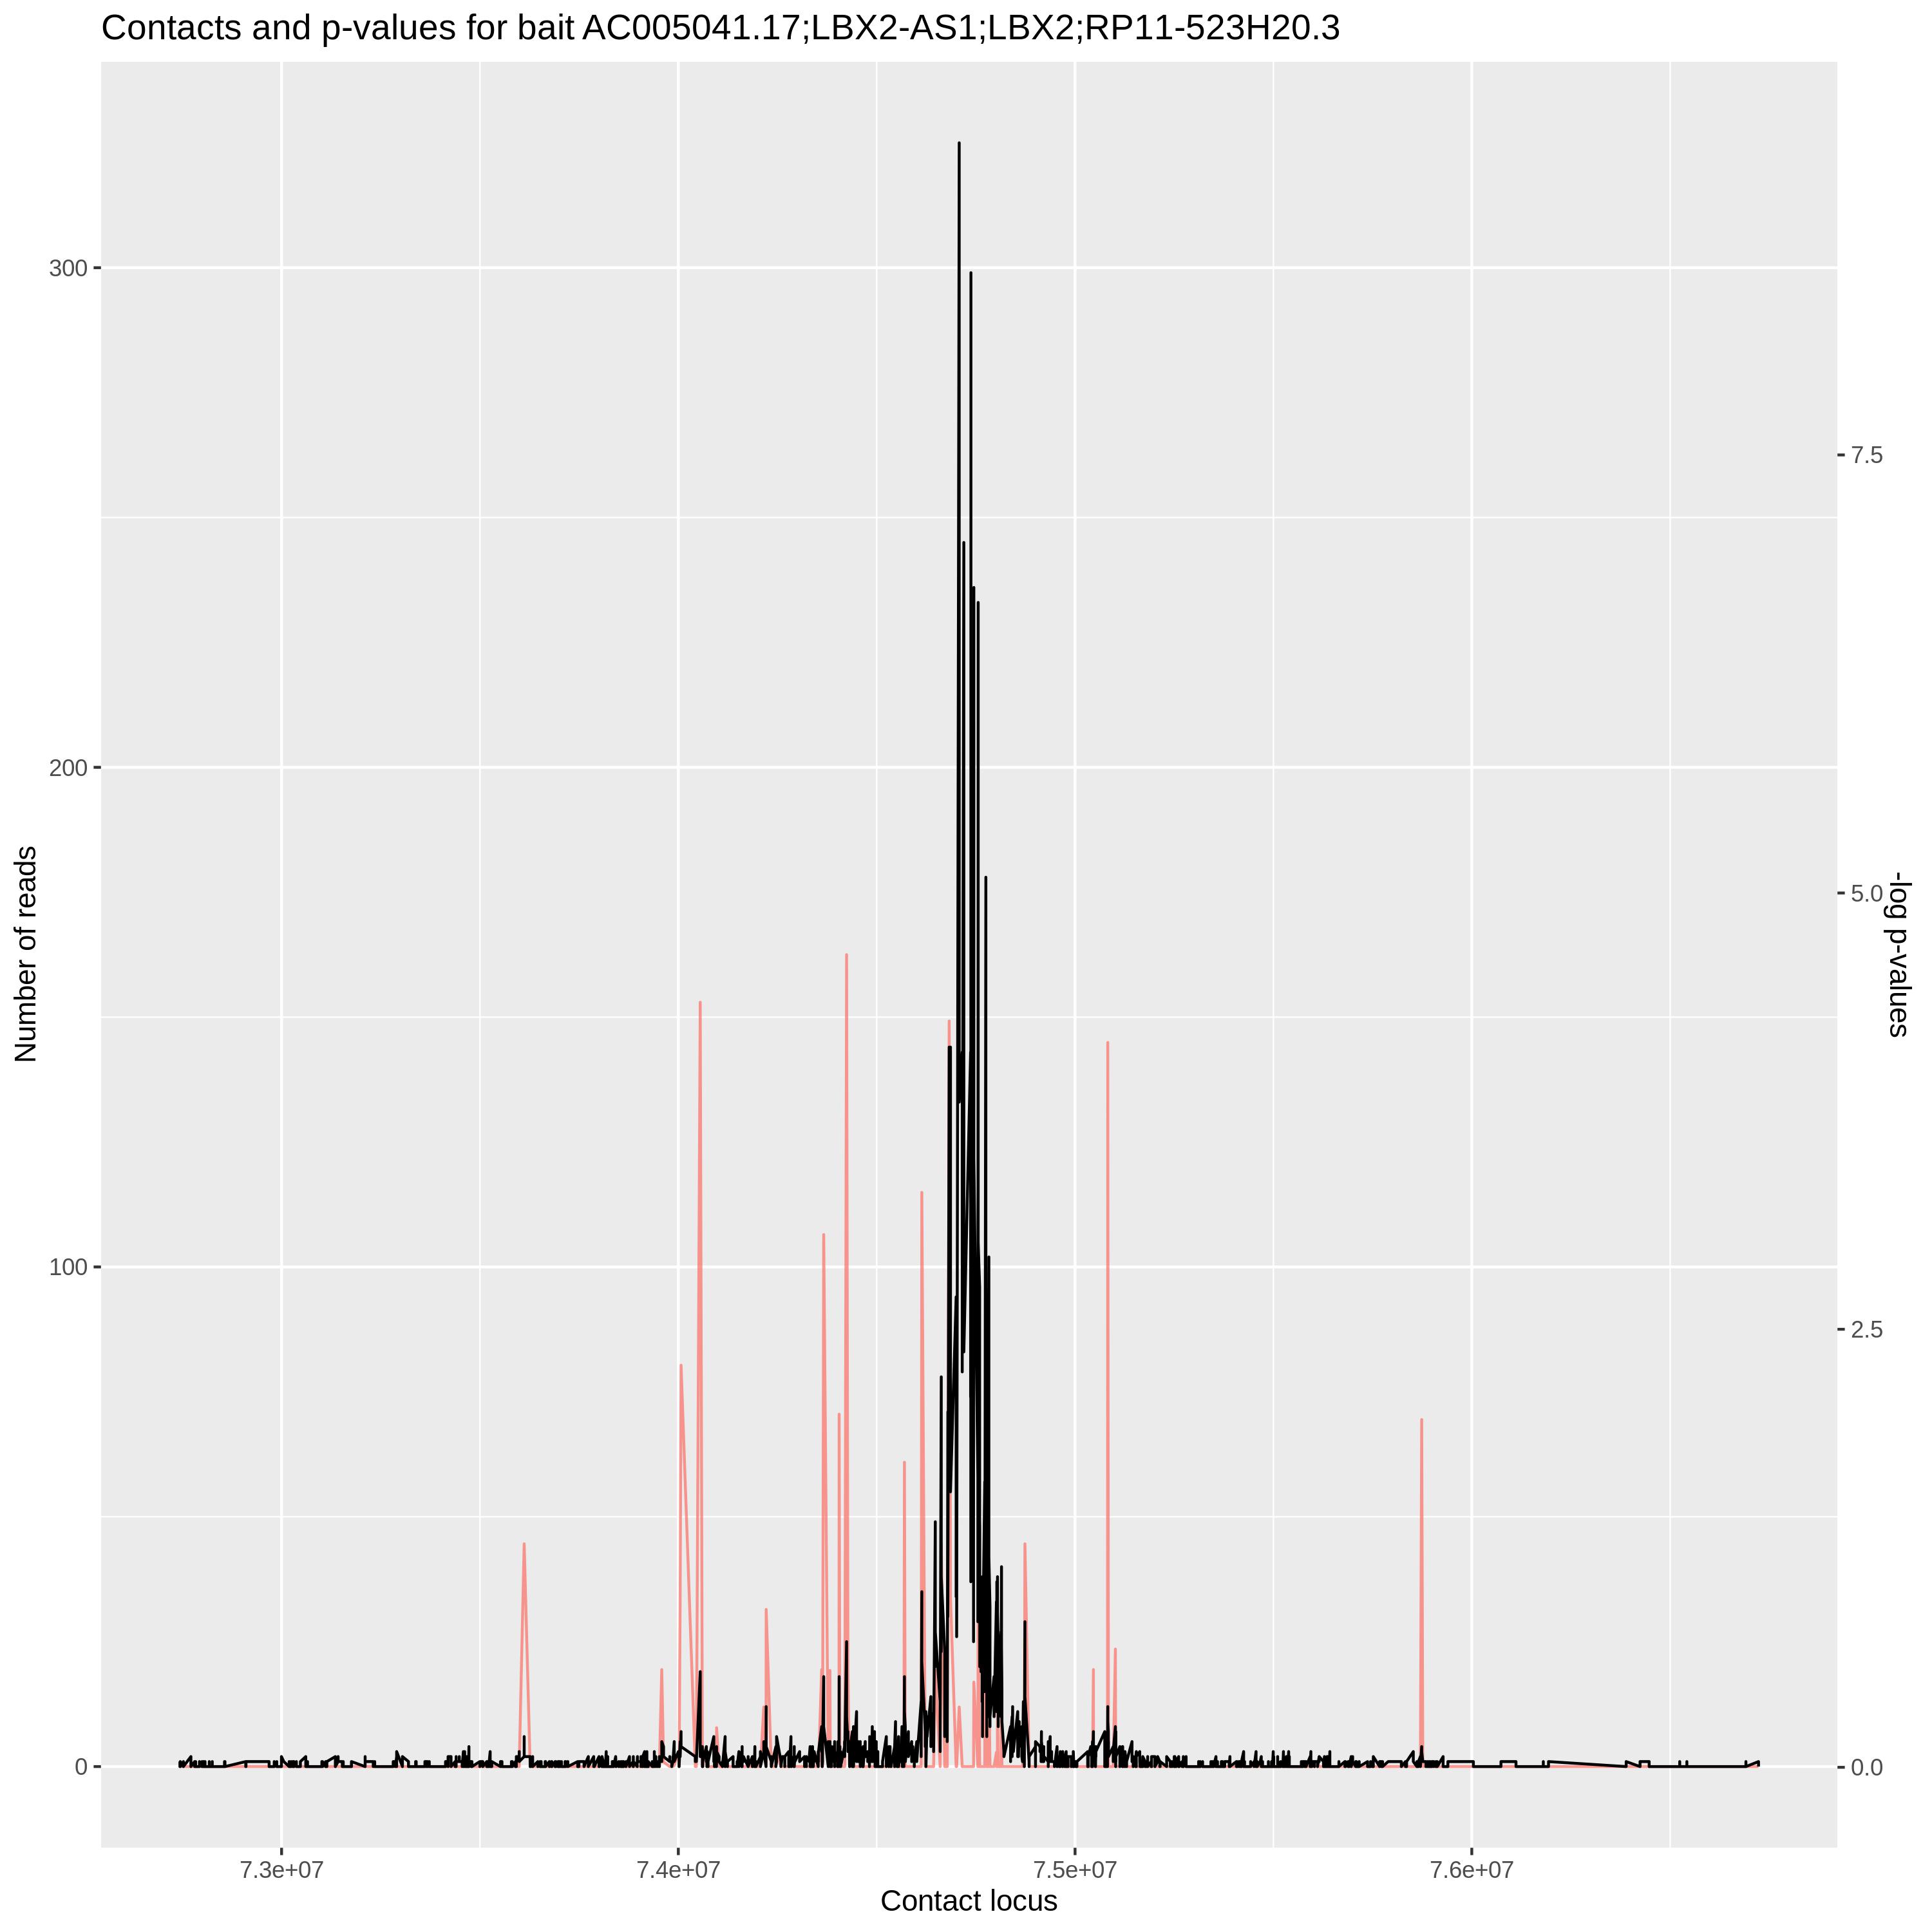 Contacts and p-values for bait AC005041.17;LBX2-AS1;LBX2;RP11-523H20.3
300
200
100
0
Number of reads
7.5
5.0
2.5
0.0
-log p-values
7.3e+07
7.4e+07
7.5e+07
7.6e+07
Contact locus